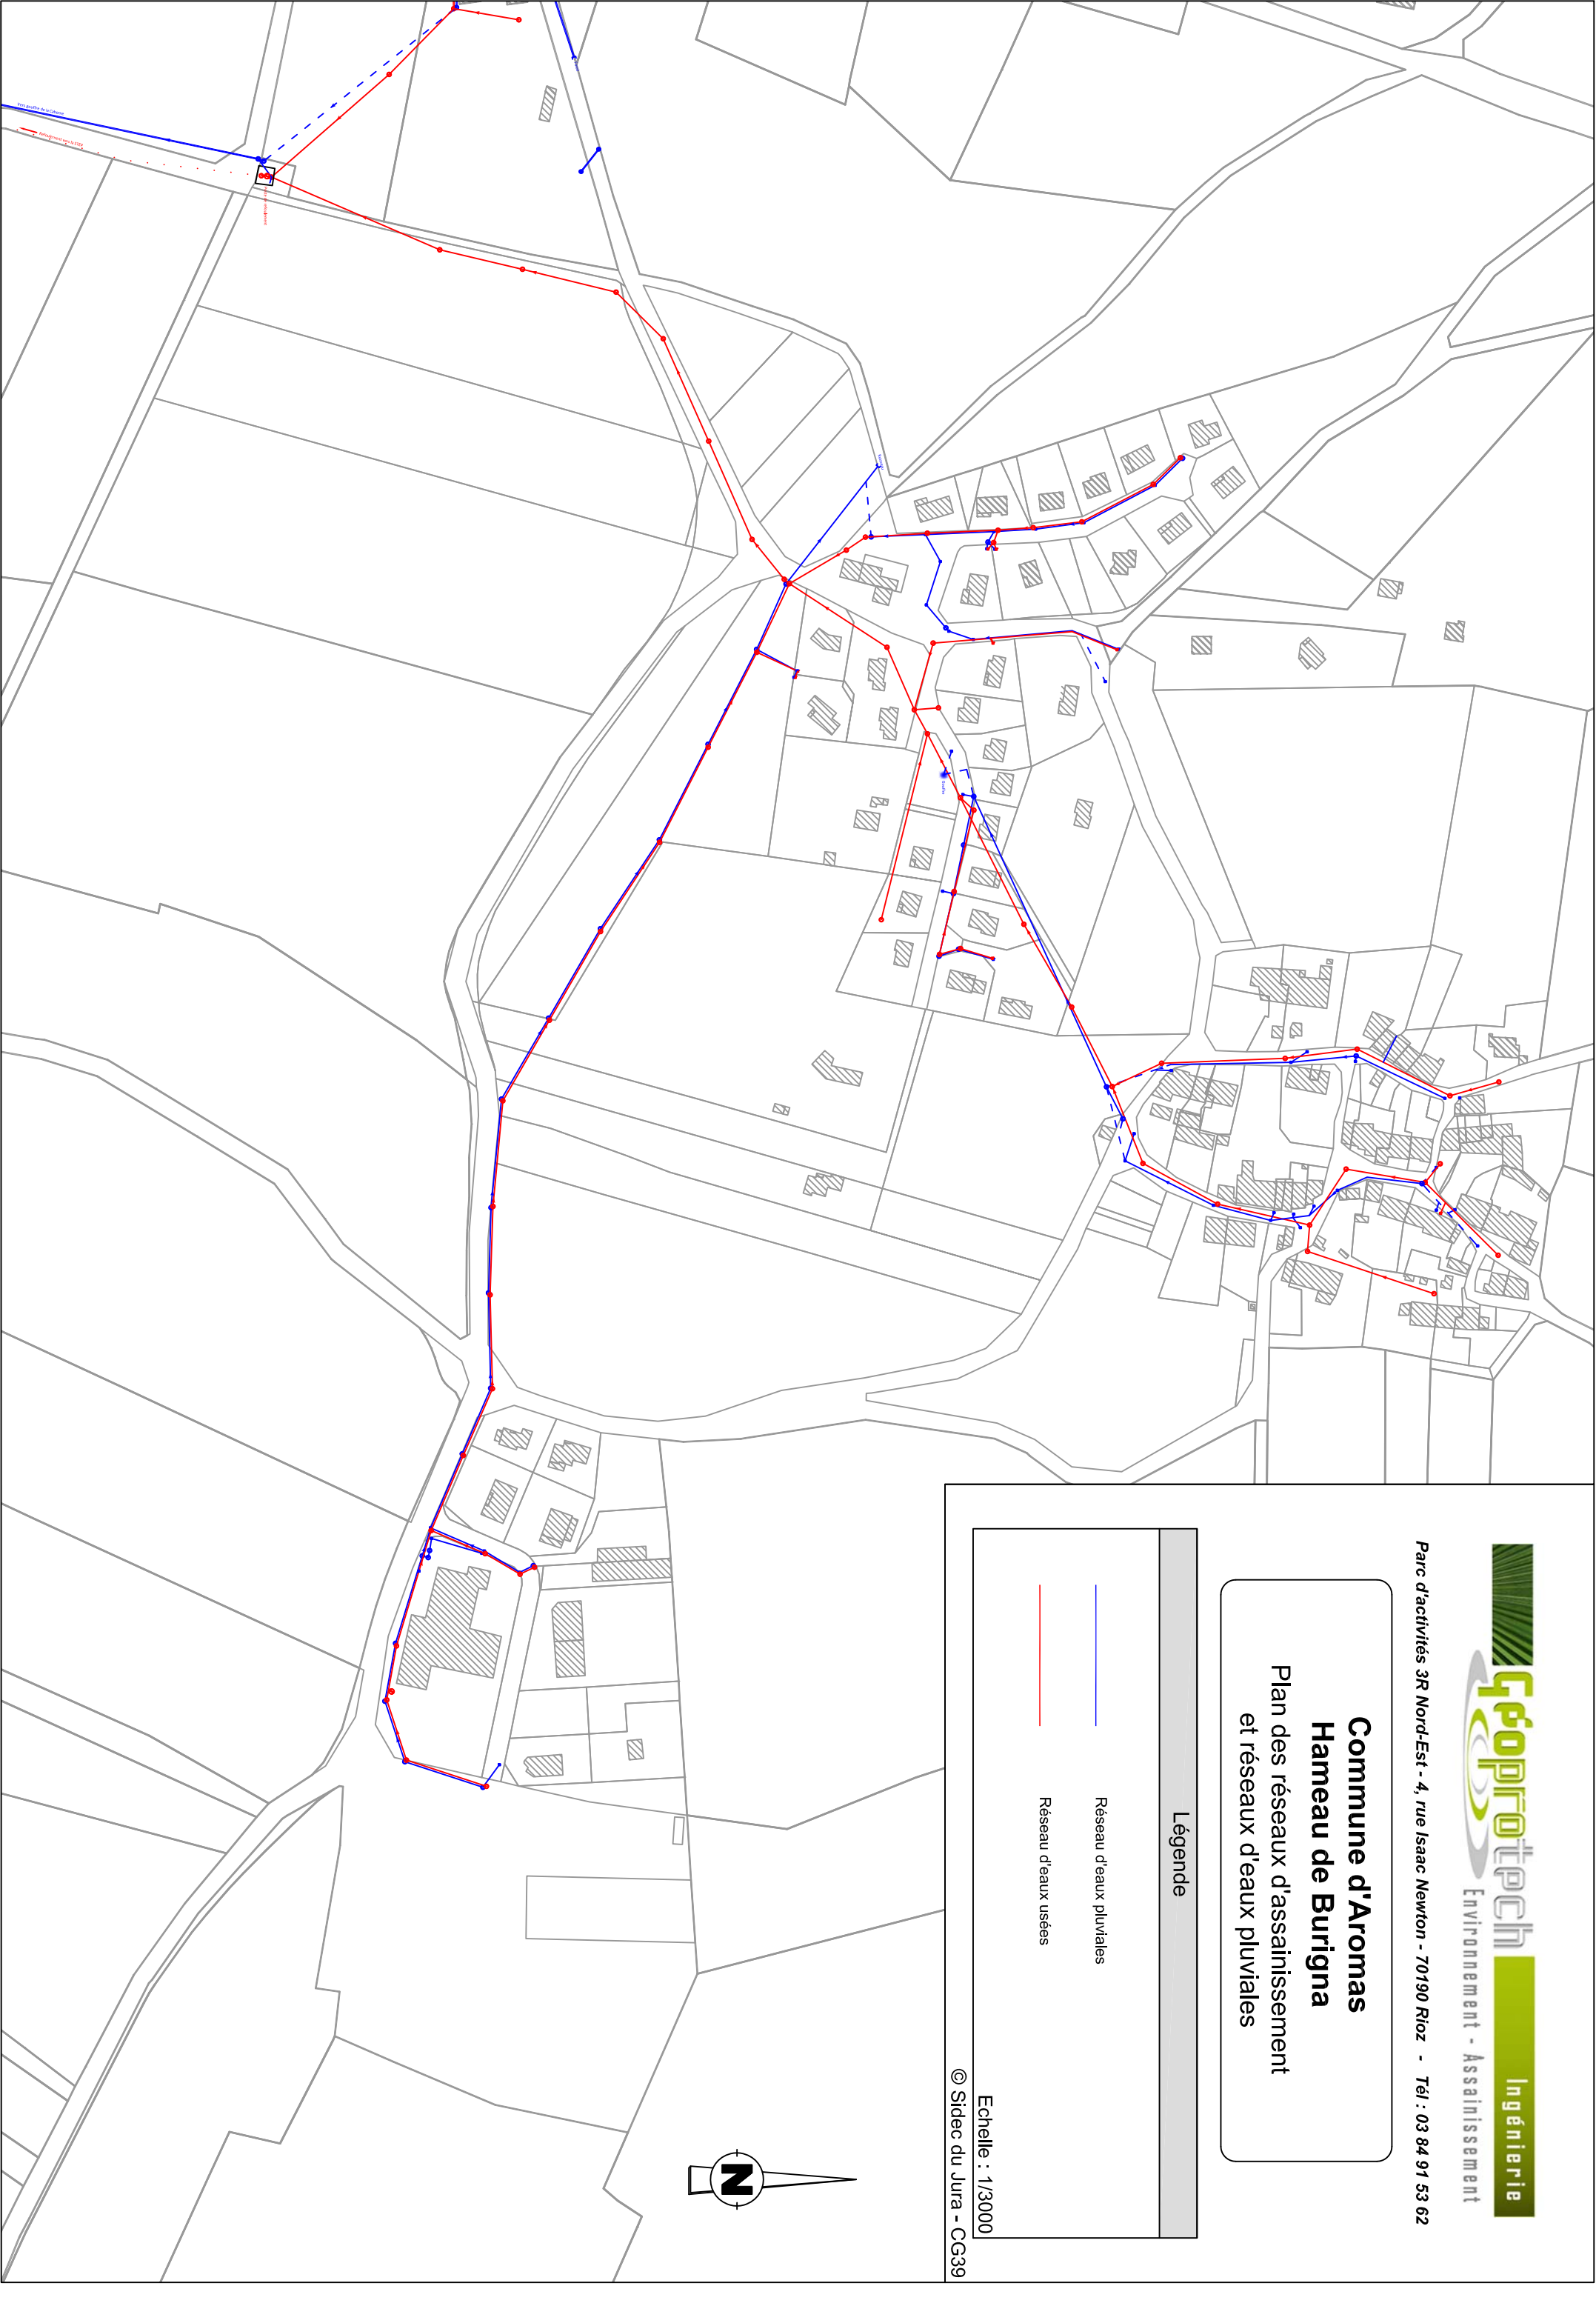 Géoprotech
Ingénierie
Environnement - Assainissement
Parc d'activités 3R Nord-Est - 4, rue Isaac Newton - 70190 Rioz - Tél : 03 84 91 53 62
Commune d'Aromas
Hameau de Burigna
Plan des réseaux d'assainissement
et réseaux d'eaux pluviales
Légende
Réseau d'eaux pluviales
Réseau d'eaux usées
Echelle : 1/3000
© Sidec du Jura - CG39
N